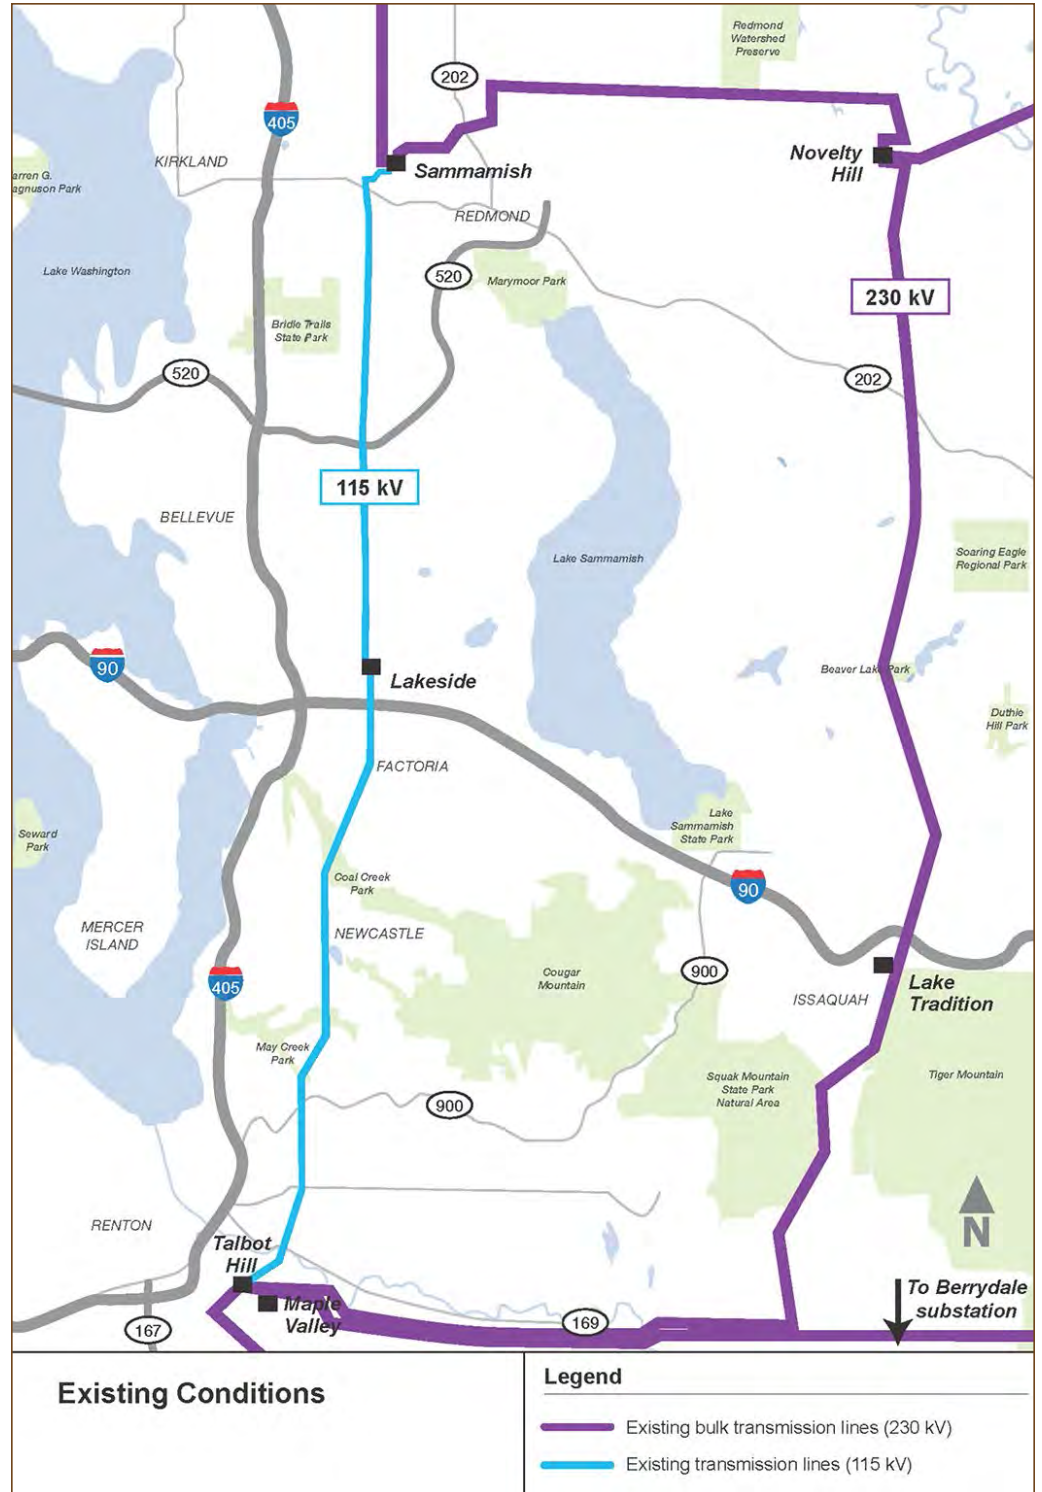 Redmond
Watershed
Preserve
202
405
KIRKLAND
Sammamish
Novelty
Hill
arren G.
agnuson Park
REDMOND
Lake Washington
520
Marymoor Park
230 kV
Bridle Trails
State Park
520
202
115 kV
BELLEVUE
Lake Sammamish
Soaring Eagle
Regional Park
90
Lakeside
Beaver Lake Park
Duthie
Hill Park
FACTORIA
Seward
Park
Lake
Sammamish
State Park
Coal Creek
Park
90
MERCER
ISLAND
NEWCASTLE
405
Cougar
Mountain
900
ISSAQUAH
Lake
Tradition
May Creek
Park
Squak Mountain
State Park
Natural Area
Tiger Mountain
900
N
RENTON
Talbot
Hill
Maple
Valley
To Berrydale
substation
167
169
Existing Conditions
Legend
Existing bulk transmission lines (230 kV)
Existing transmission lines (115 kV)